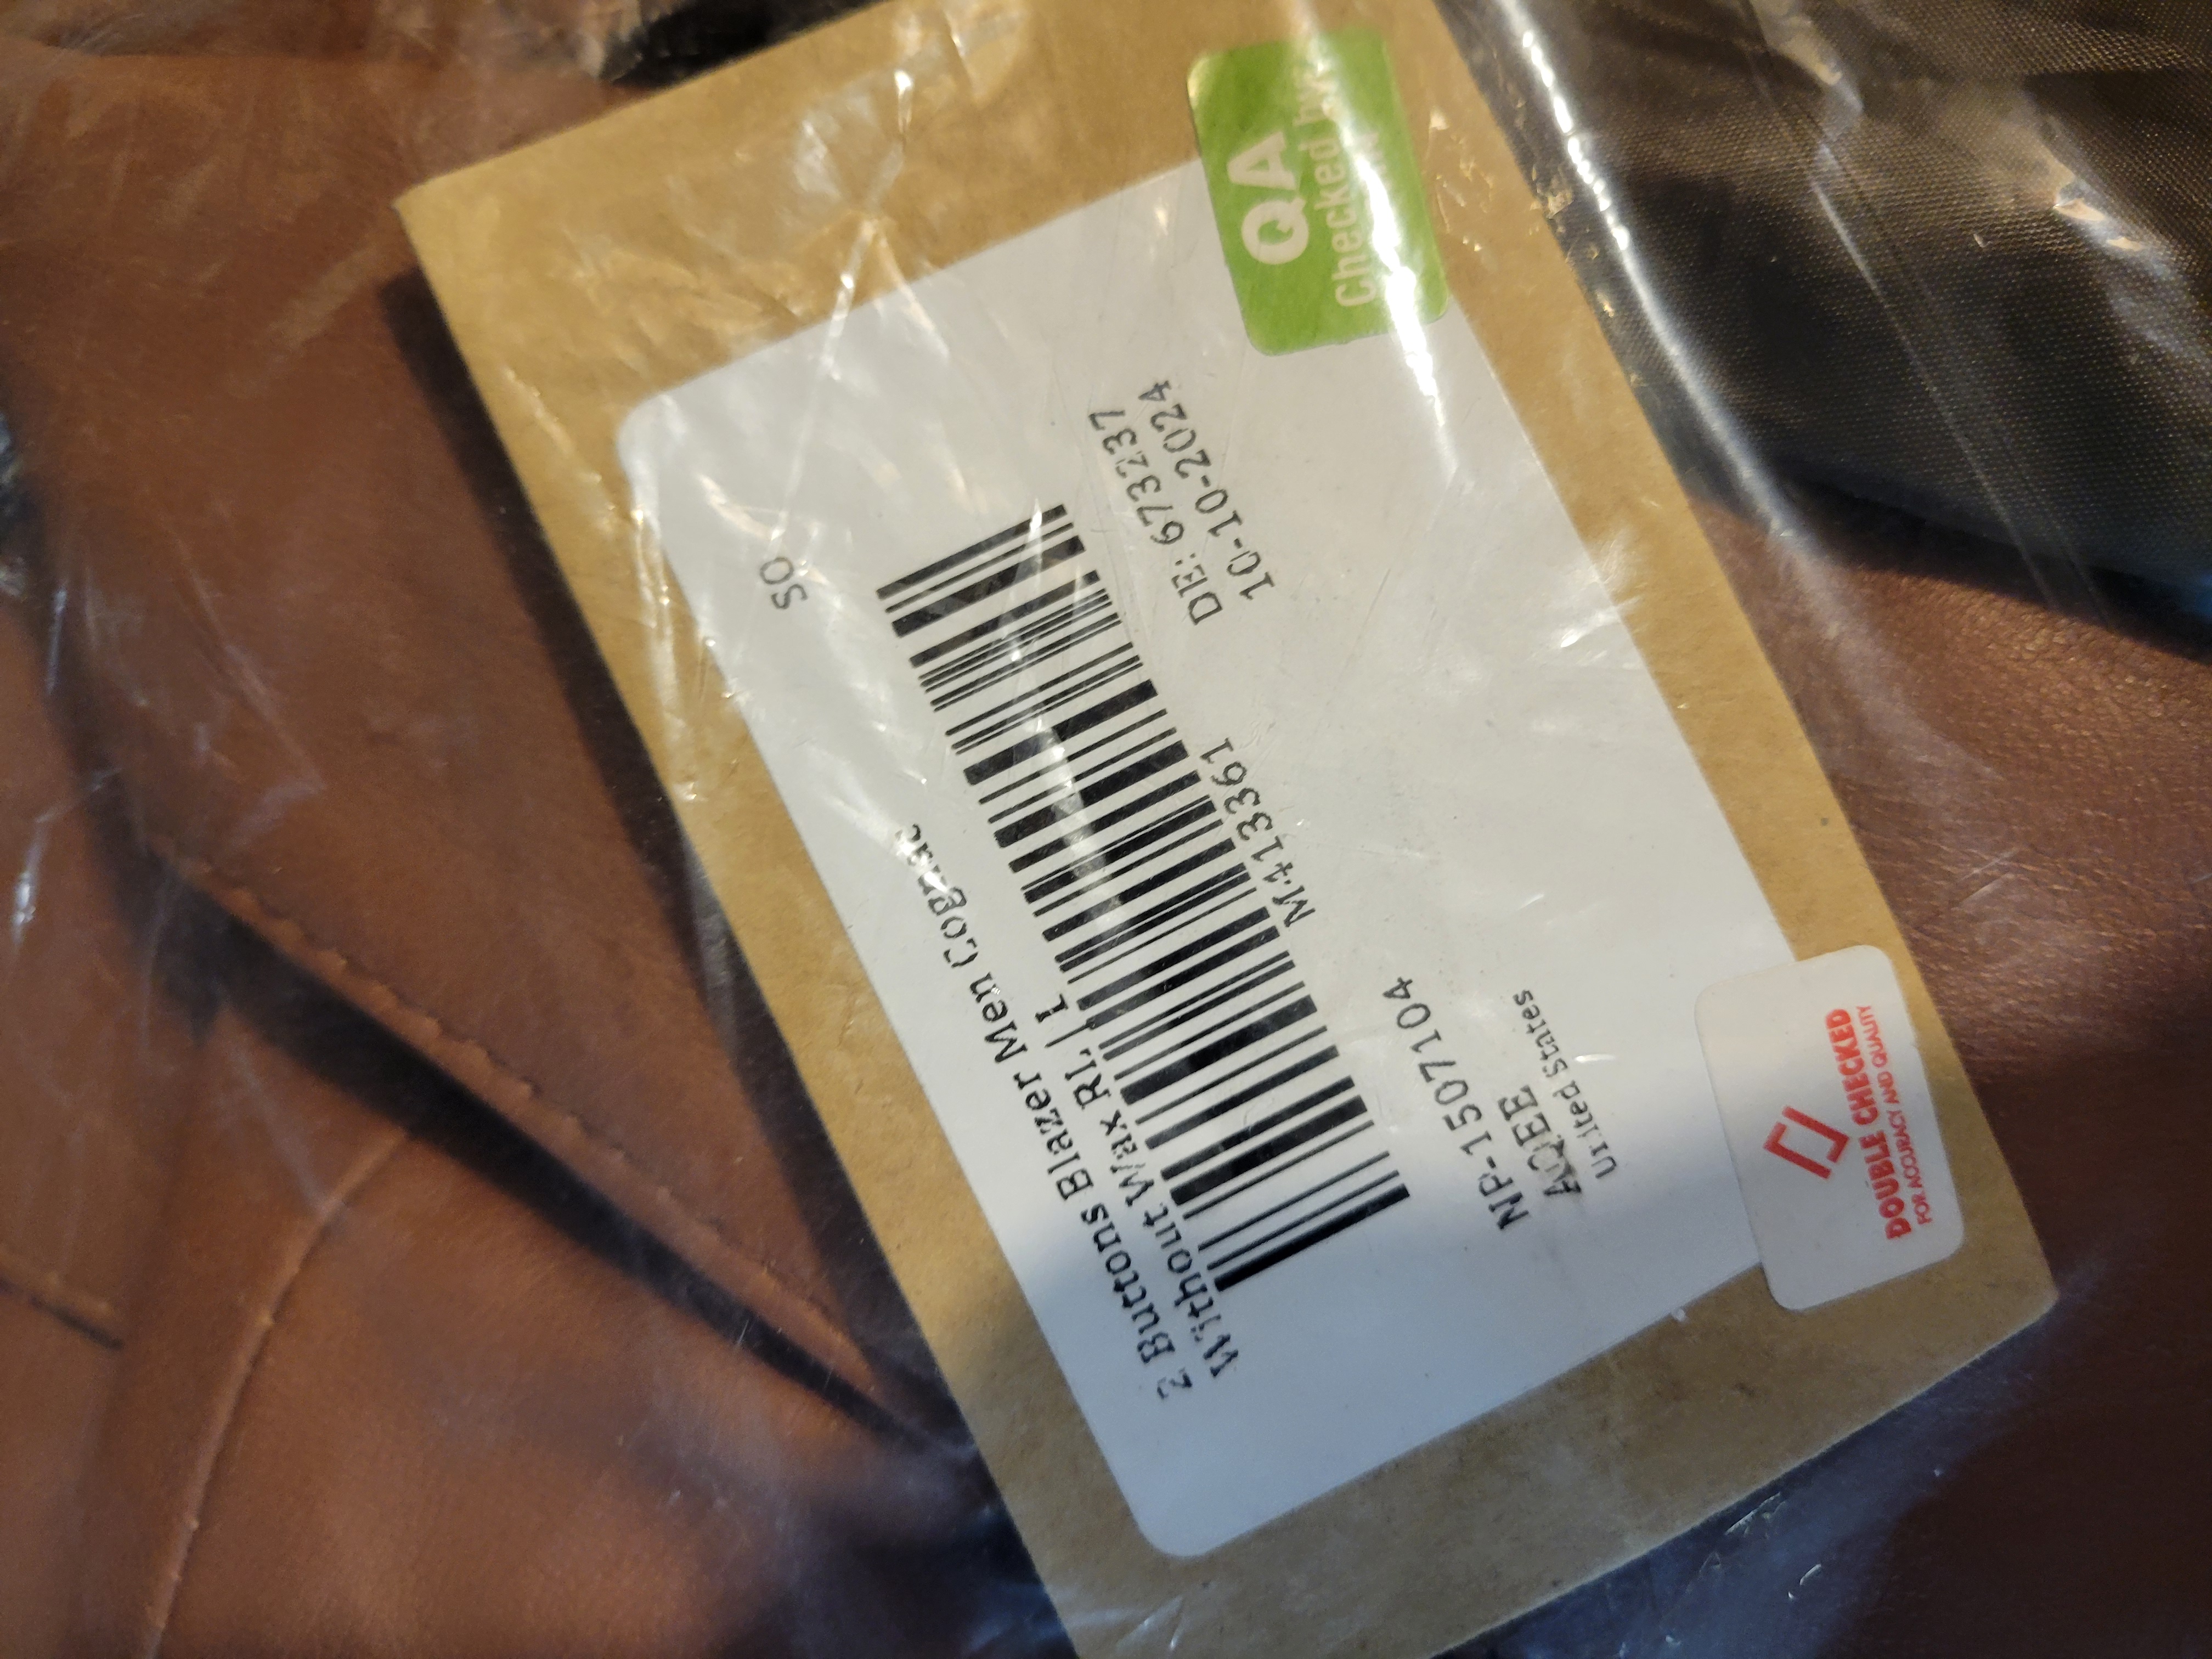 SO
2 Buttons Blazer Men Cognac
Without Wax RL | L
M413361
DE: 673237
10-10-2024
NP-1507104
AQEE
United States
QA
Checked by
DOUBLE CHECKED
FOR ACCURACY AND QUALITY